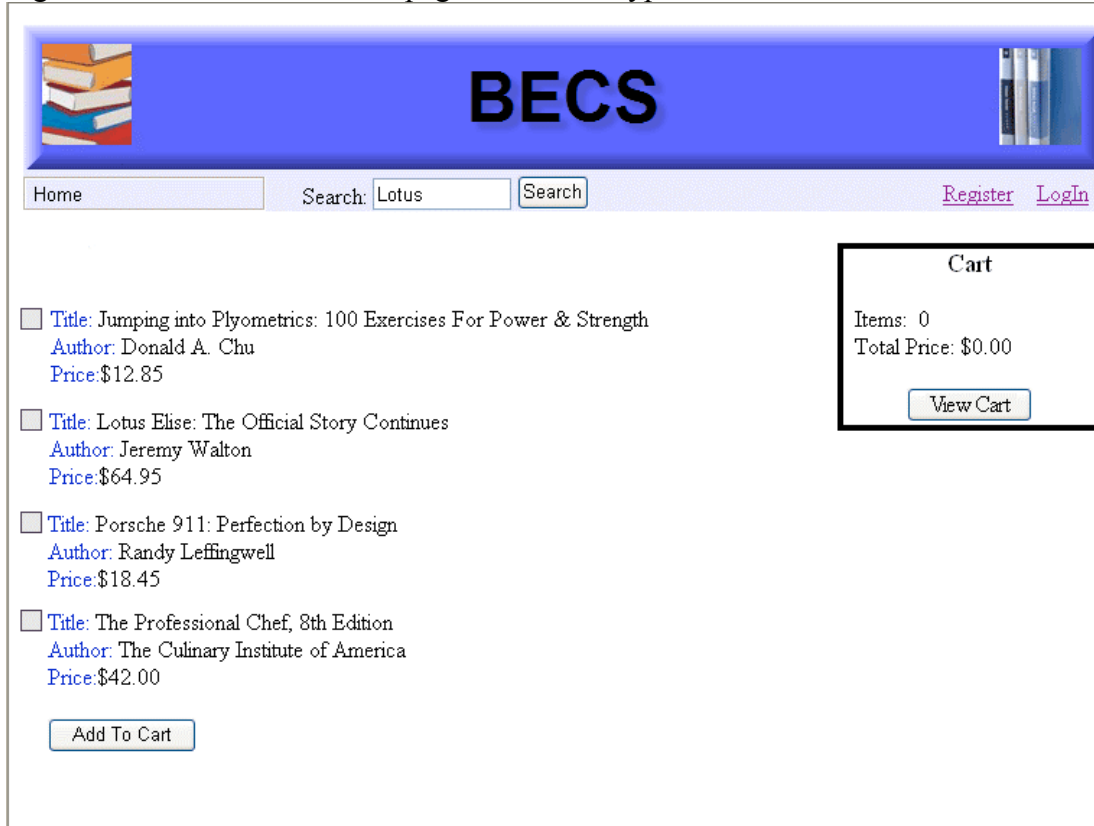 BECS
Home Search: Lotus Search Register LogIn
Cart
Items: 0
Total Price: $0.00
View Cart
Title: Jumping into Plyometrics: 100 Exercises For Power & Strength
Author: Donald A. Chu
Price:$12.85
Title: Lotus Elise: The Official Story Continues
Author: Jeremy Walton
Price:$64.95
Title: Porsche 911: Perfection by Design
Author: Randy Leffingwell
Price:$18.45
Title: The Professional Chef, 8th Edition
Author: The Culinary Institute of America
Price:$42.00
Add To Cart